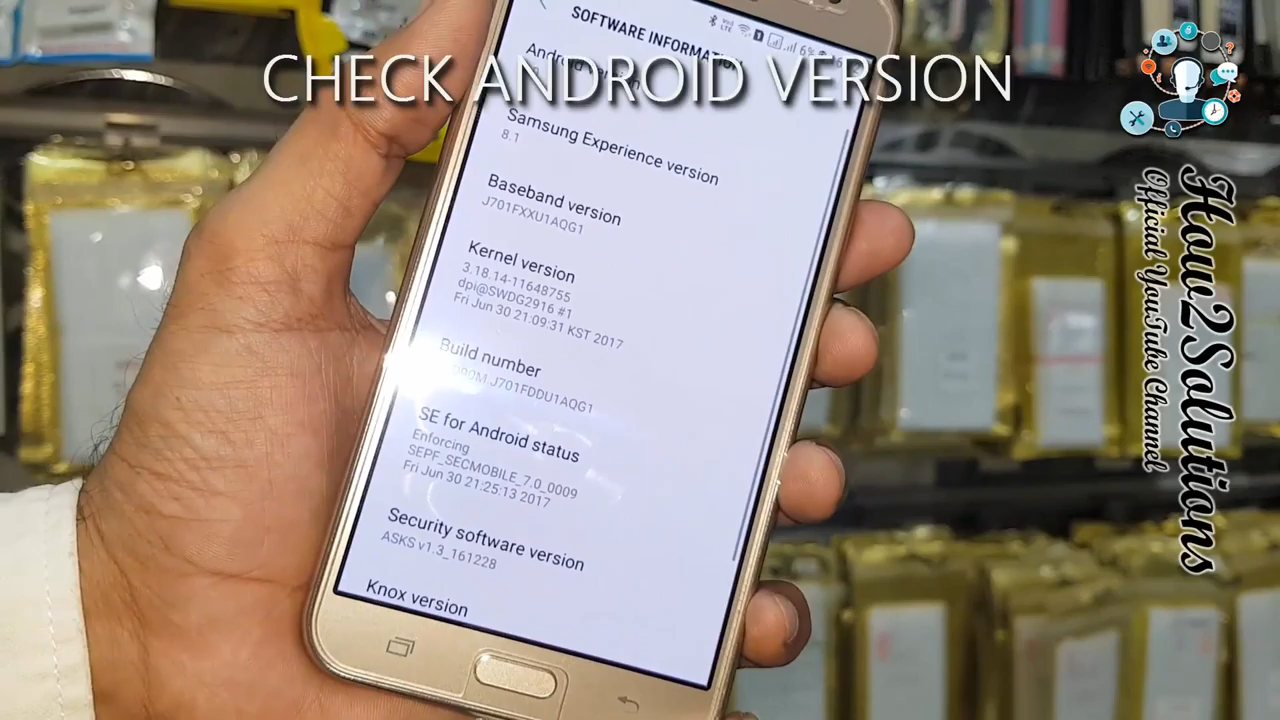 CHECK ANDROID VERSION
SOFTWARE INFORMATION
Samsung Experience version
8.1
Baseband version
J701FXXU1AQG1
Kernel version
3.18.14-11648755
dpi@SWDG2916 #1
Fri Jun 30 21:09:31 KST 2017
Build number
J701FDDU1AQG1
SE for Android status
Enforcing
SEPF_SECMOBILE_7.0_0009
Fri Jun 30 21:25:13 2017
Security software version
ASKS v1.3_161228
Knox version
How2Solutions
Official YouTube Channel